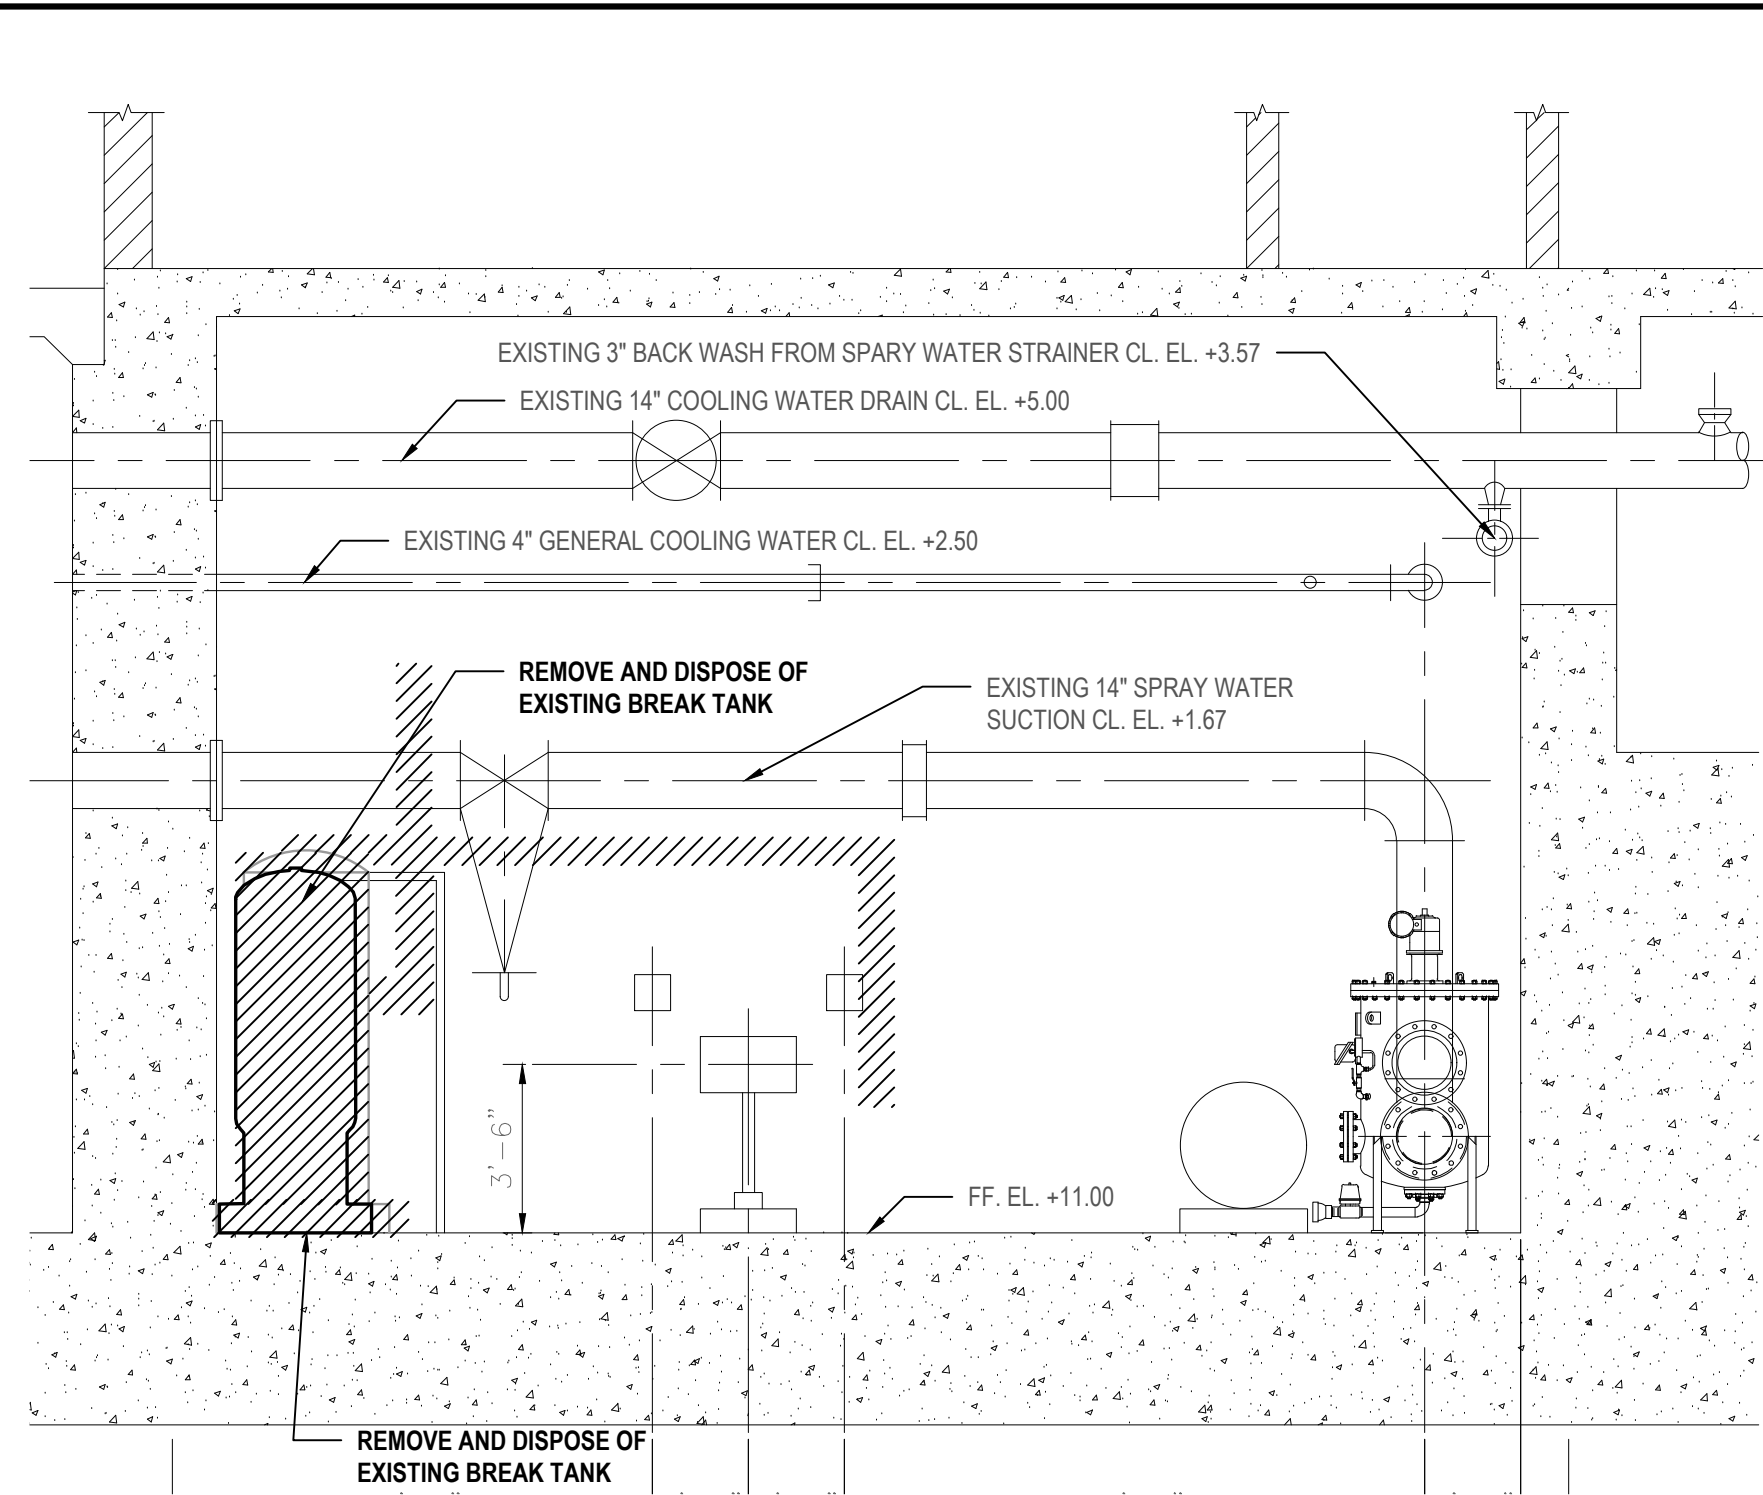 EXISTING 3" BACK WASH FROM SPARY WATER STRAINER CL. EL. +3.57
EXISTING 14" COOLING WATER DRAIN CL. EL. +5.00
EXISTING 4" GENERAL COOLING WATER CL. EL. +2.50
REMOVE AND DISPOSE OF
EXISTING BREAK TANK
EXISTING 14" SPRAY WATER
SUCTION CL. EL. +1.67
3'-6"
FF. EL. +11.00
REMOVE AND DISPOSE OF
EXISTING BREAK TANK